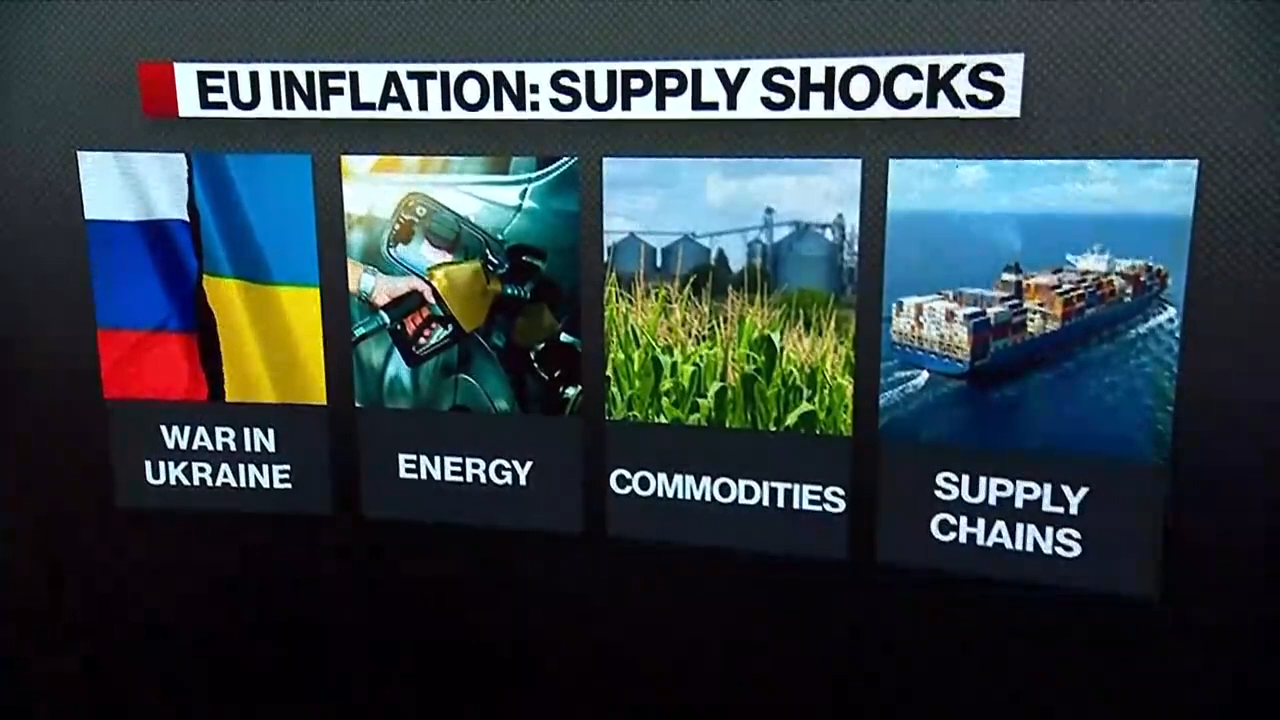 EU INFLATION: SUPPLY SHOCKS
WAR IN
UKRAINE
ENERGY
COMMODITIES
SUPPLY
CHAINS